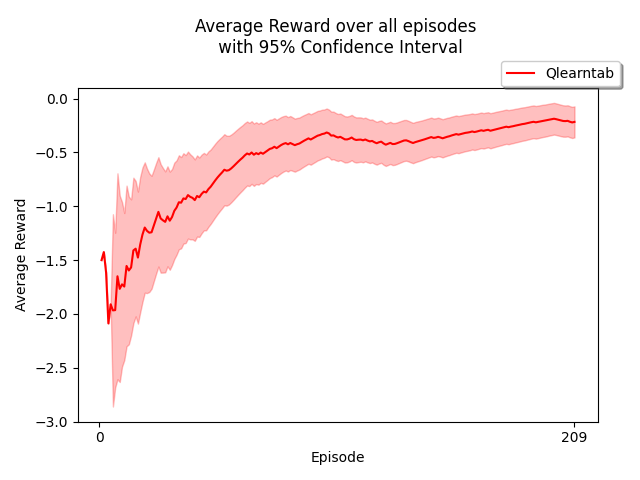 Average Reward over all episodes
with 95% Confidence Interval
Qlearntab
0.0
−0.5
−1.0
−1.5
−2.0
−2.5
−3.0
Average Reward
0
209
Episode